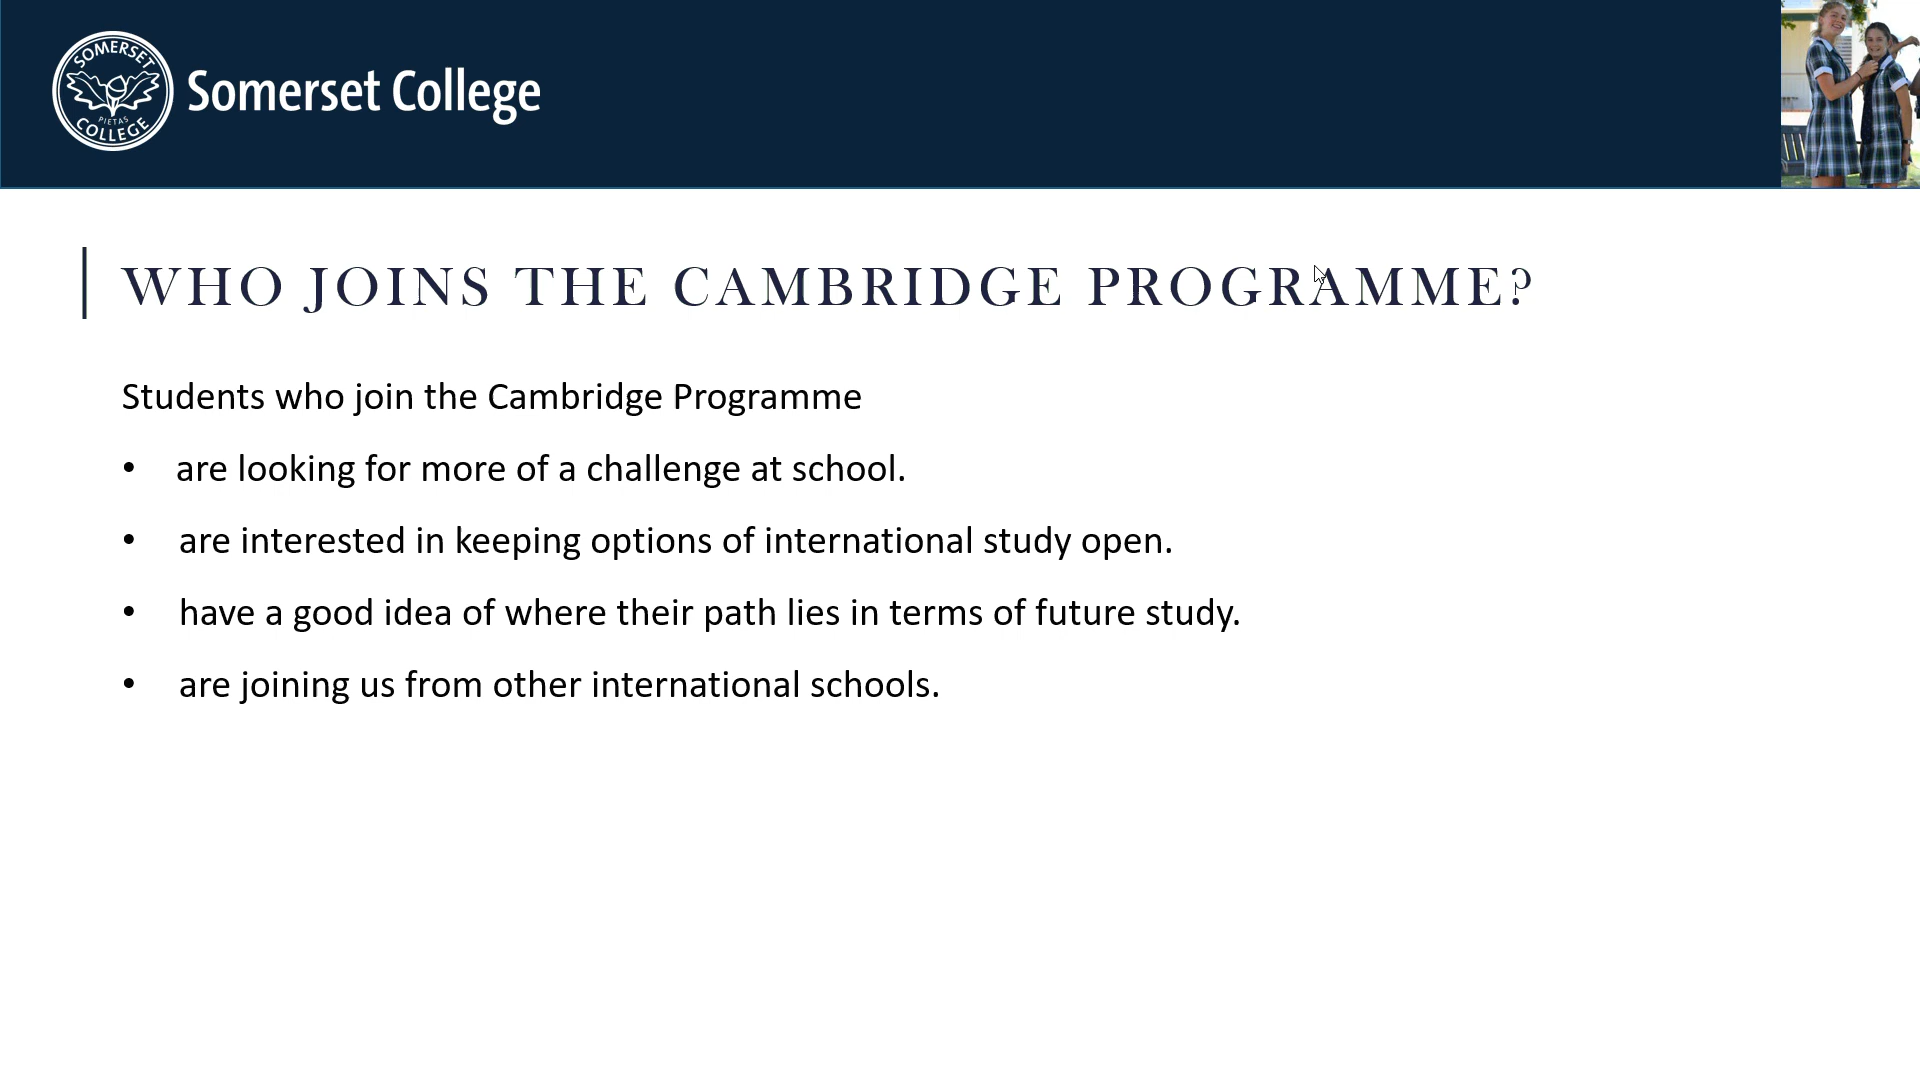 SOMERSET
PIETAS
COLLEGE
Somerset College
WHO JOINS THE CAMBRIDGE PROGRAMME?
Students who join the Cambridge Programme
• are looking for more of a challenge at school.
• are interested in keeping options of international study open.
• have a good idea of where their path lies in terms of future study.
• are joining us from other international schools.